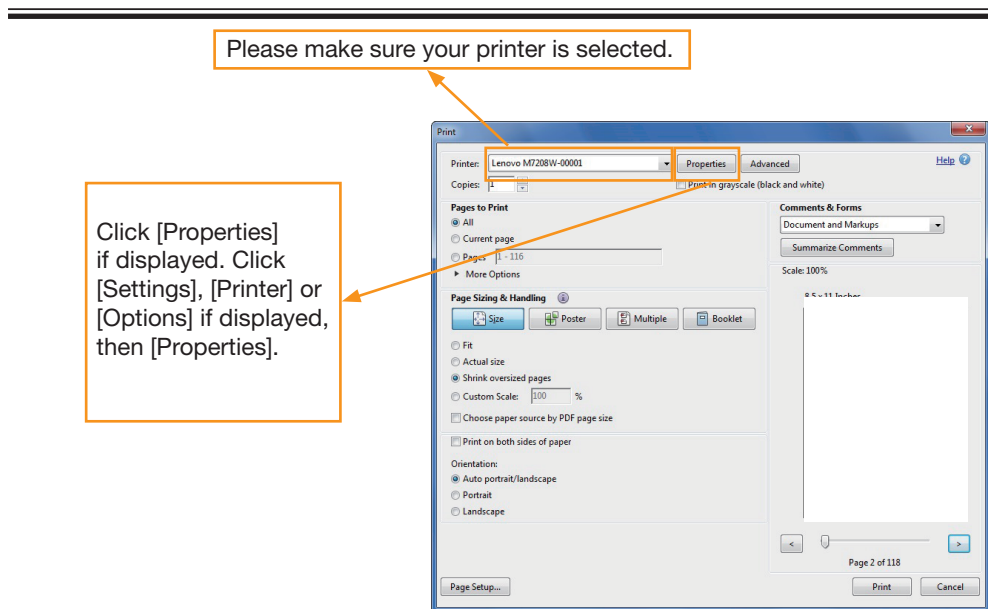 Please make sure your printer is selected.
Click [Properties]
if displayed. Click
[Settings], [Printer] or
[Options] if displayed,
then [Properties].
Print
Printer: Lenovo M7208W-00001 Properties Advanced Help
Copies: 1 Print in grayscale (black and white)
Pages to Print
All
Current page
Pages 1 - 116
More Options
Page Sizing & Handling
Size Poster Multiple Booklet
Fit
Actual size
Shrink oversized pages
Custom Scale: 100 %
Choose paper source by PDF page size
Print on both sides of paper
Orientation:
Auto portrait/landscape
Portrait
Landscape
Comments & Forms
Document and Markups
Summarize Comments
Scale: 100%
8.5 x 11 Inches
< >
Page 2 of 118
Page Setup... Print Cancel